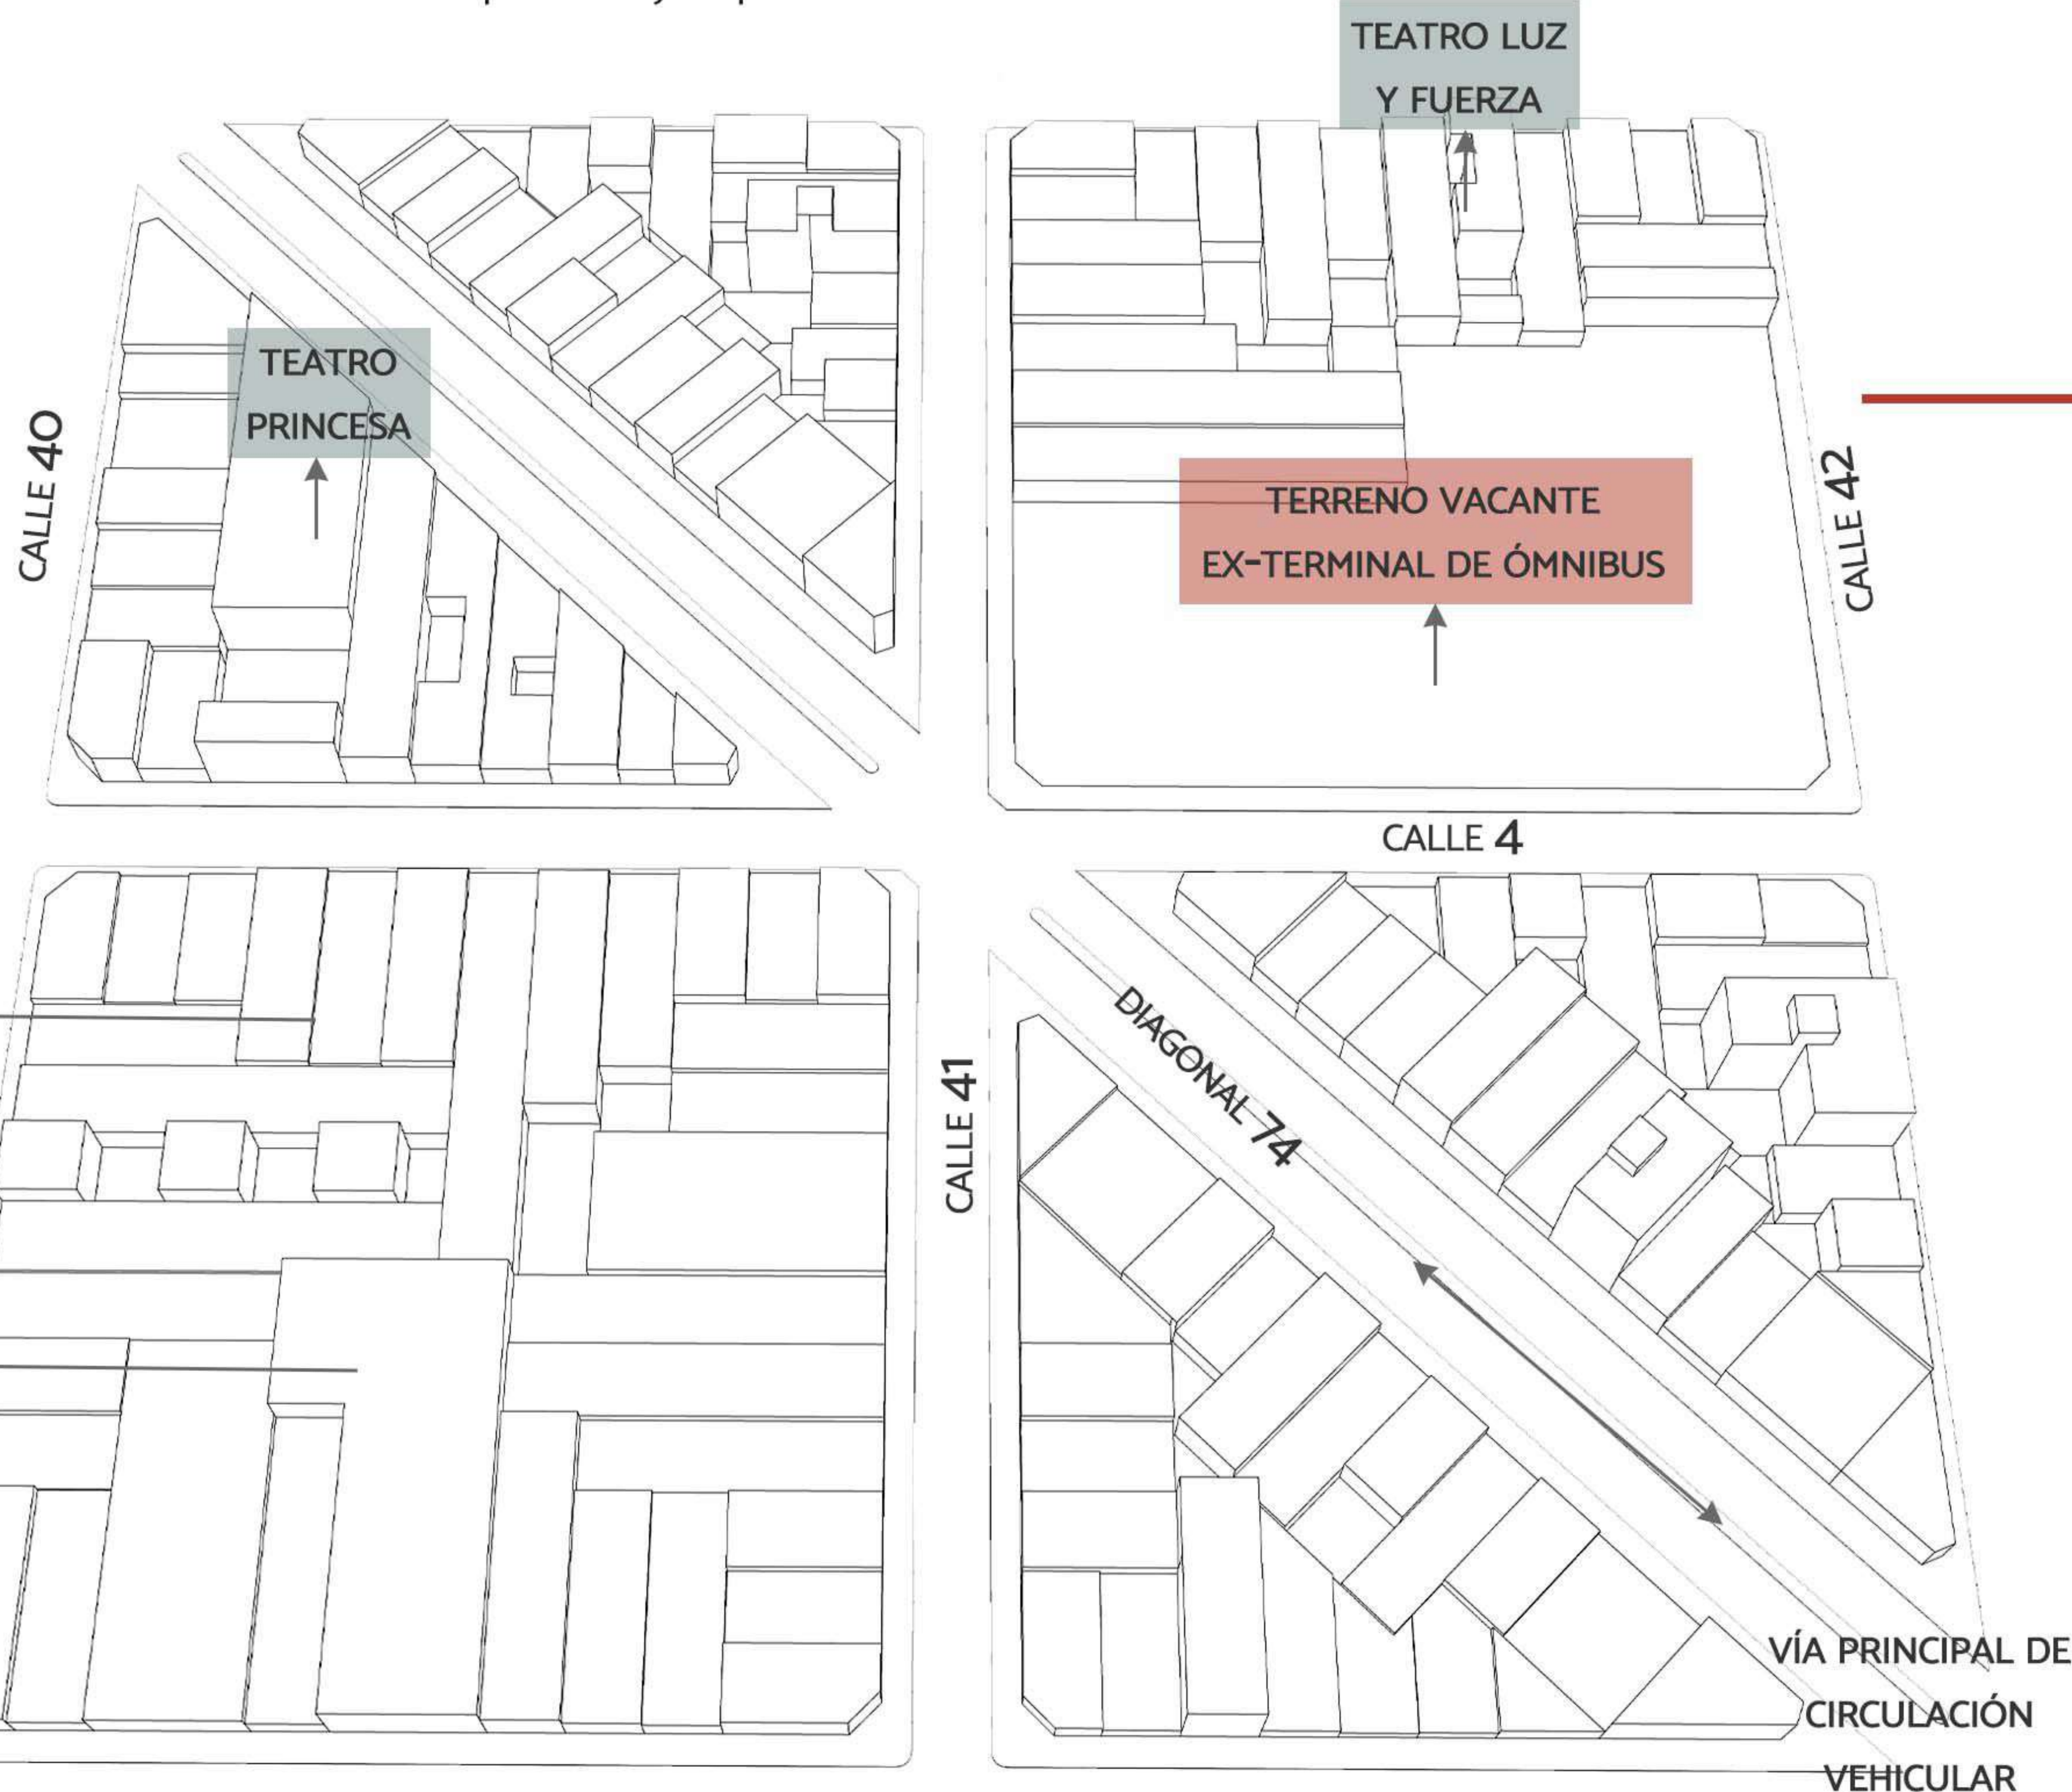 TEATRO LUZ
Y FUERZA
TEATRO
PRINCESA
CALLE 40
TERRENO VACANTE
EX-TERMINAL DE ÓMNIBUS
CALLE 42
CALLE 4
DIAGONAL 74
CALLE 41
VÍA PRINCIPAL DE
CIRCULACIÓN
VEHICULAR